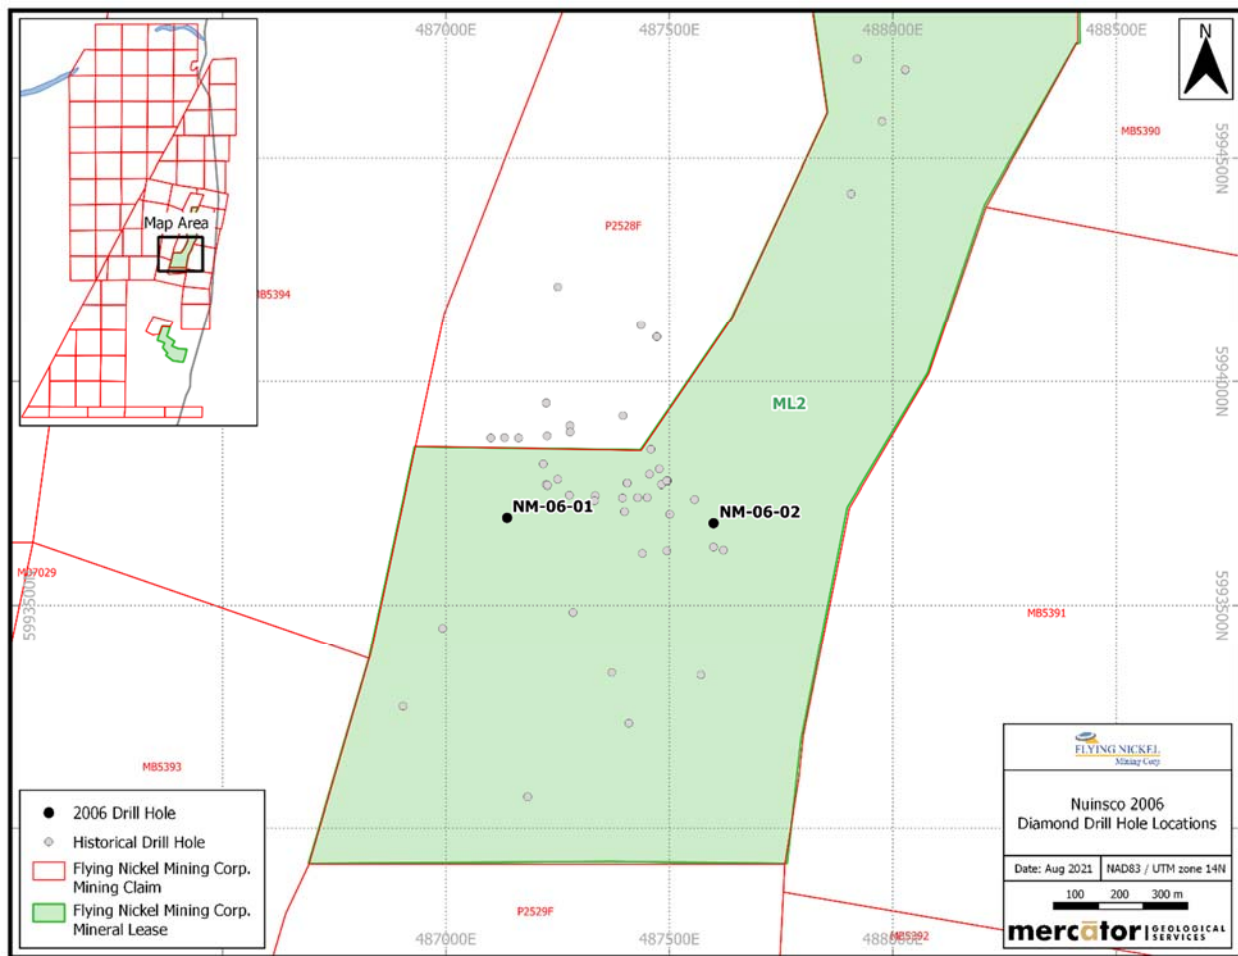 487000E
487500E
488000E
488500E
N
MB5390
5994500N
P2528F
Map Area
MB5394
5994000N
ML2
NM-06-01
NM-06-02
M07029
5993500N
5993500N
MB5391
MB5393
2006 Drill Hole
Historical Drill Hole
Flying Nickel Mining Corp.
Mining Claim
Flying Nickel Mining Corp.
Mineral Lease
P2529F
487000E
487500E
488000E
MB5392
FLYING NICKEL
Mining Corp.
Nuinsco 2006
Diamond Drill Hole Locations
Date: Aug 2021
NAD83 / UTM zone 14N
100 200 300 m
mercător
GEOLOGICAL
SERVICES